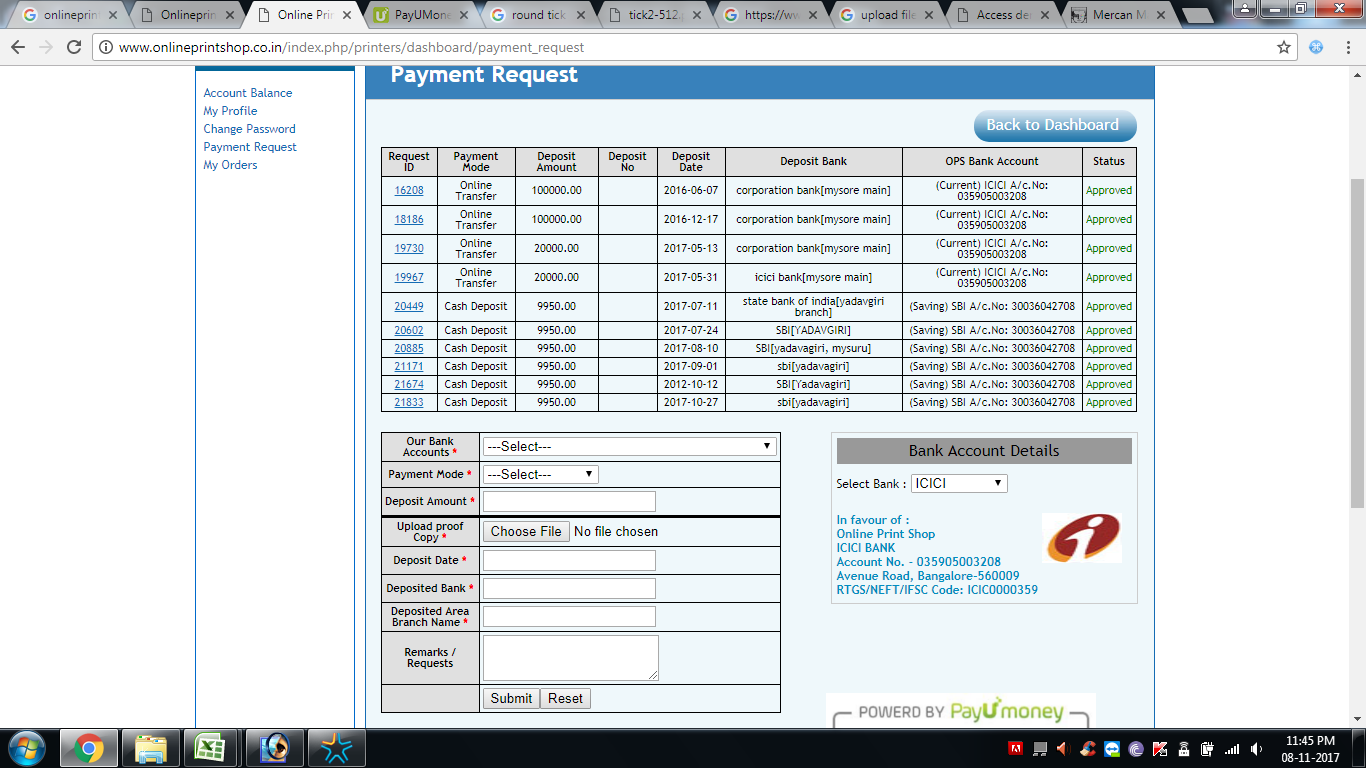 onlineprint
Onlineprin
Online Prin
PayUMone
round tick
tick2-512.p
https://ww
upload file
Access den
Mercan M
www.onlineprintshop.co.in/index.php/printers/dashboard/payment_request
Payment Request
Account Balance
My Profile
Change Password
Payment Request
My Orders
Back to Dashboard
Request ID Payment Mode Deposit Amount Deposit No Deposit Date Deposit Bank OPS Bank Account Status
16208 Online Transfer 100000.00 2016-06-07 corporation bank[mysore main] (Current) ICICI A/c.No: 035905003208 Approved
18186 Online Transfer 100000.00 2016-12-17 corporation bank[mysore main] (Current) ICICI A/c.No: 035905003208 Approved
19730 Online Transfer 20000.00 2017-05-13 corporation bank[mysore main] (Current) ICICI A/c.No: 035905003208 Approved
19967 Online Transfer 20000.00 2017-05-31 icici bank[mysore main] (Current) ICICI A/c.No: 035905003208 Approved
20449 Cash Deposit 9950.00 2017-07-11 state bank of india[yadavgiri branch] (Saving) SBI A/c.No: 30036042708 Approved
20602 Cash Deposit 9950.00 2017-07-24 SBI[YADAVGIRI] (Saving) SBI A/c.No: 30036042708 Approved
20885 Cash Deposit 9950.00 2017-08-10 SBI[yadavagiri, mysuru] (Saving) SBI A/c.No: 30036042708 Approved
21171 Cash Deposit 9950.00 2017-09-01 sbi[yadavagiri] (Saving) SBI A/c.No: 30036042708 Approved
21674 Cash Deposit 9950.00 2012-10-12 SBI[Yadavagiri] (Saving) SBI A/c.No: 30036042708 Approved
21833 Cash Deposit 9950.00 2017-10-27 sbi[yadavagiri] (Saving) SBI A/c.No: 30036042708 Approved
Our Bank Accounts * ---Select---
Payment Mode * ---Select---
Deposit Amount *
Upload proof Copy * Choose File No file chosen
Deposit Date *
Deposited Bank *
Deposited Area Branch Name *
Remarks / Requests
Submit Reset
Bank Account Details
Select Bank : ICICI
In favour of :
Online Print Shop
ICICI BANK
Account No. - 035905003208
Avenue Road, Bangalore-560009
RTGS/NEFT/IFSC Code: ICIC0000359
POWERD BY PayUmoney
11:45 PM
08-11-2017